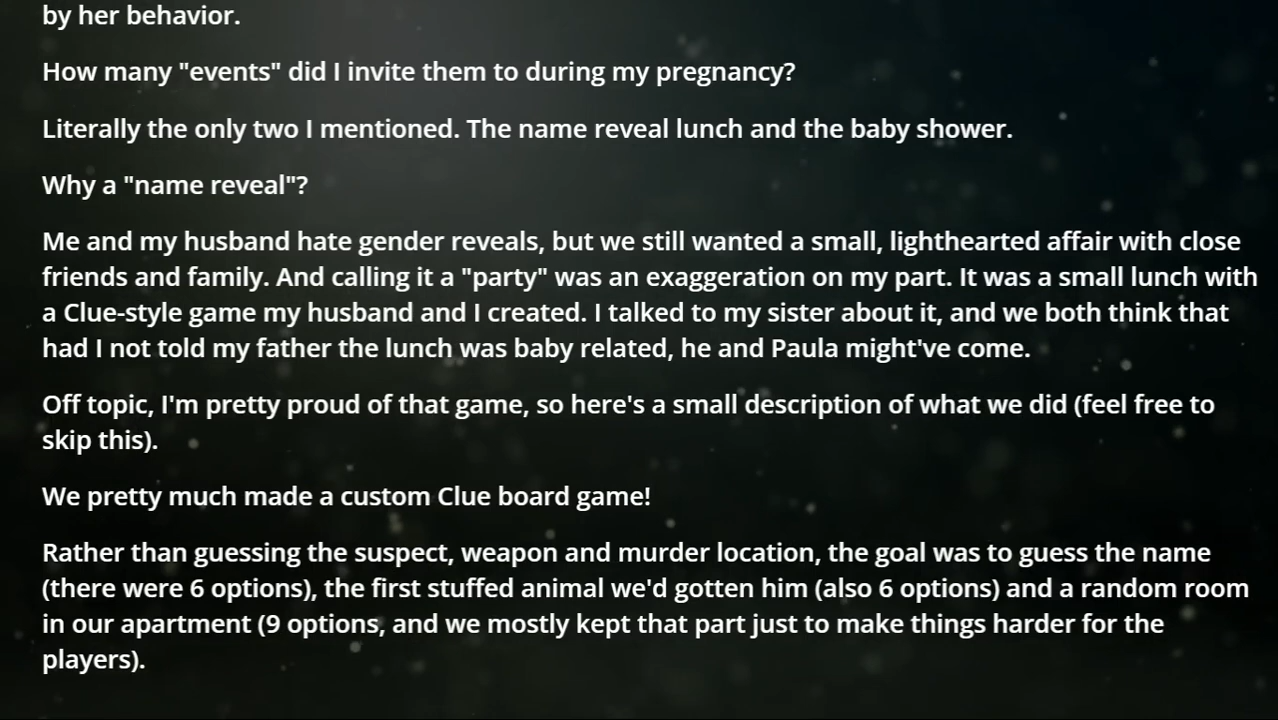 by her behavior.
How many "events" did I invite them to during my pregnancy?
Literally the only two I mentioned. The name reveal lunch and the baby shower.
Why a "name reveal"?
Me and my husband hate gender reveals, but we still wanted a small, lighthearted affair with close
friends and family. And calling it a "party" was an exaggeration on my part. It was a small lunch with
a Clue-style game my husband and I created. I talked to my sister about it, and we both think that
had I not told my father the lunch was baby related, he and Paula might've come.
Off topic, I'm pretty proud of that game, so here's a small description of what we did (feel free to
skip this).
We pretty much made a custom Clue board game!
Rather than guessing the suspect, weapon and murder location, the goal was to guess the name
(there were 6 options), the first stuffed animal we'd gotten him (also 6 options) and a random room
in our apartment (9 options, and we mostly kept that part just to make things harder for the
players).